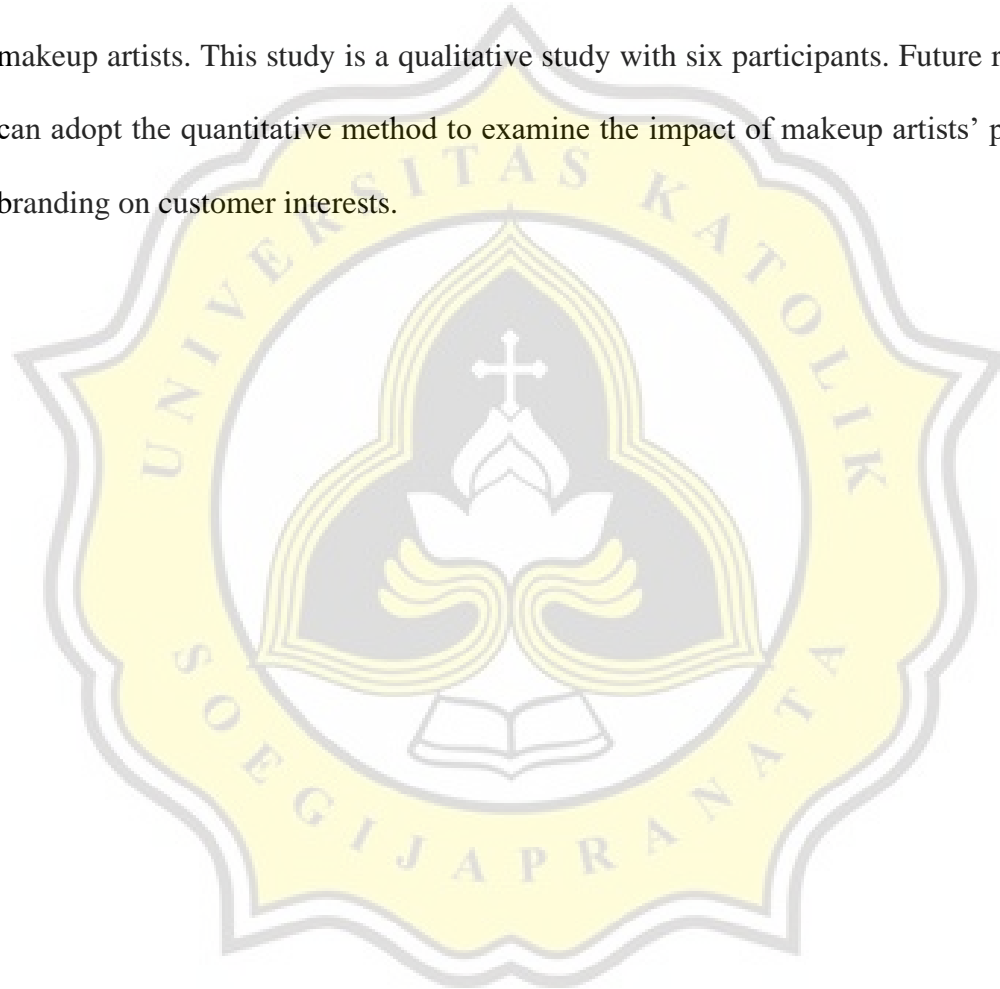 makeup artists. This study is a qualitative study with six participants. Future r
can adopt the quantitative method to examine the impact of makeup artists’ p
branding on customer interests.
UNIVERSITAS KATOLIK
SOEGIJAPRANATA